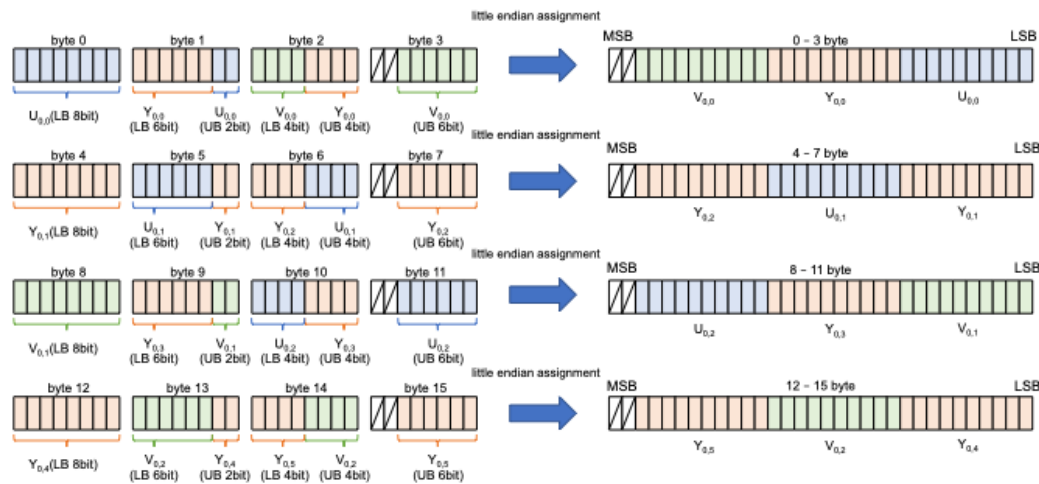 little endian assignment
byte 0 byte 1 byte 2 byte 3 MSB 0 – 3 byte LSB
U0,0(LB 8bit) Y0,0 (LB 6bit) U0,0 (UB 2bit) V0,0 (LB 4bit) Y0,0 (UB 4bit) V0,0 (UB 6bit) V0,0 Y0,0 U0,0
little endian assignment
byte 4 byte 5 byte 6 byte 7 MSB 4 – 7 byte LSB
Y0,1(LB 8bit) U0,1 (LB 6bit) Y0,1 (UB 2bit) Y0,2 (LB 4bit) U0,1 (UB 4bit) Y0,2 (UB 6bit) Y0,2 U0,1 Y0,1
little endian assignment
byte 8 byte 9 byte 10 byte 11 MSB 8 – 11 byte LSB
V0,1(LB 8bit) Y0,3 (LB 6bit) V0,1 (UB 2bit) U0,2 (LB 4bit) Y0,3 (UB 4bit) U0,2 (UB 6bit) U0,2 Y0,3 V0,1
little endian assignment
byte 12 byte 13 byte 14 byte 15 MSB 12 – 15 byte LSB
Y0,4(LB 8bit) V0,2 (LB 6bit) Y0,4 (UB 2bit) Y0,5 (LB 4bit) V0,2 (UB 4bit) Y0,5 (UB 6bit) Y0,5 V0,2 Y0,4